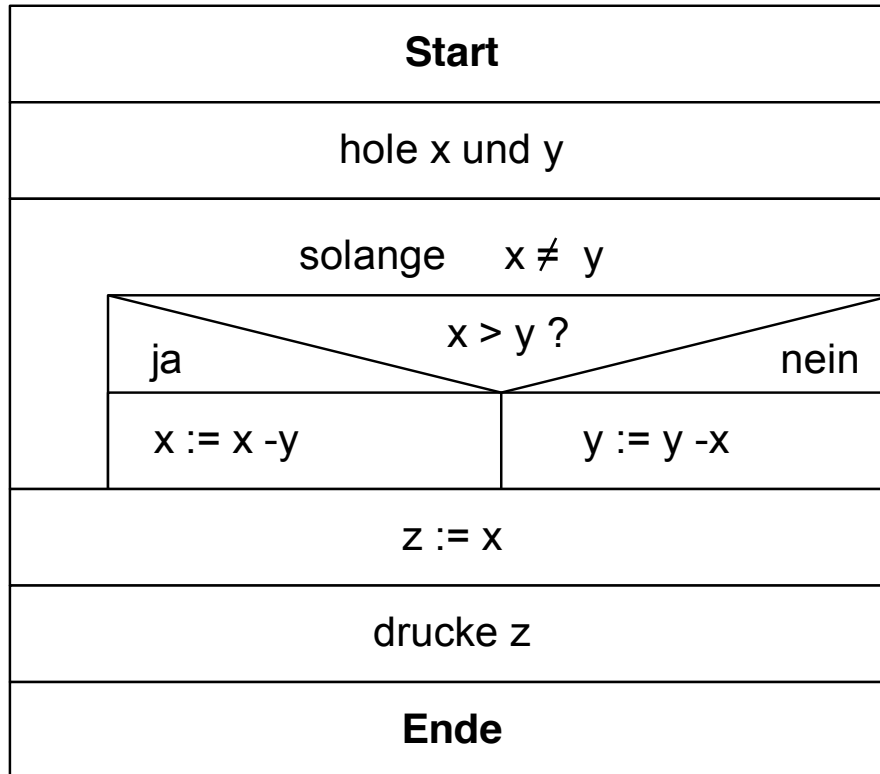 Start
hole x und y
solange x ≠ y
x > y ?
ja
nein
x := x -y
y := y -x
z := x
drucke z
Ende